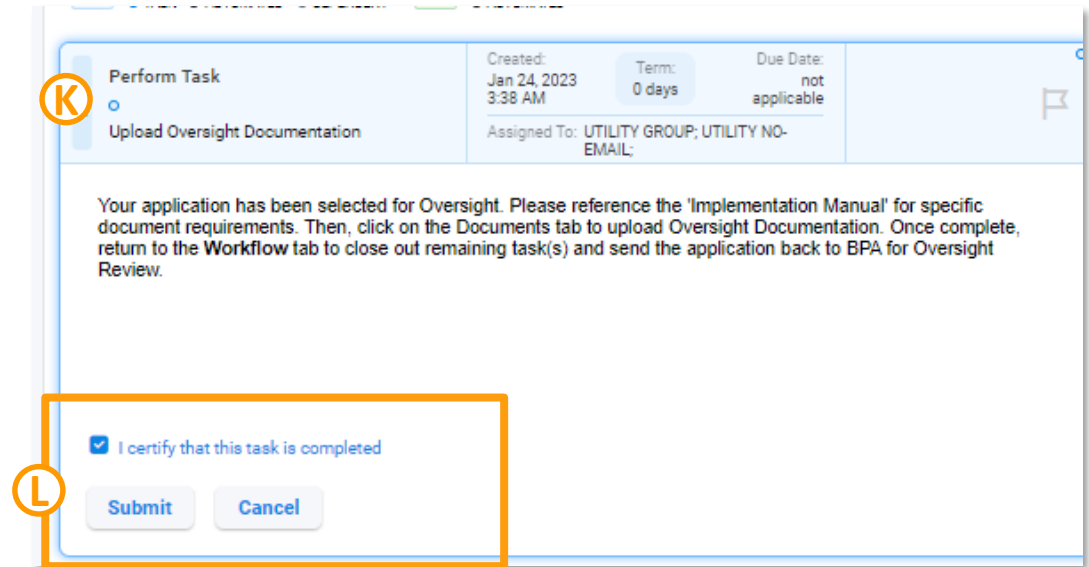 Perform Task
Upload Oversight Documentation
Created:
Jan 24, 2023
3:38 AM
Term:
0 days
Due Date:
not
applicable
Assigned To: UTILITY GROUP; UTILITY NO-
EMAIL;
K
Your application has been selected for Oversight. Please reference the 'Implementation Manual' for specific
document requirements. Then, click on the Documents tab to upload Oversight Documentation. Once complete,
return to the Workflow tab to close out remaining task(s) and send the application back to BPA for Oversight
Review.
I certify that this task is completed
L
Submit Cancel